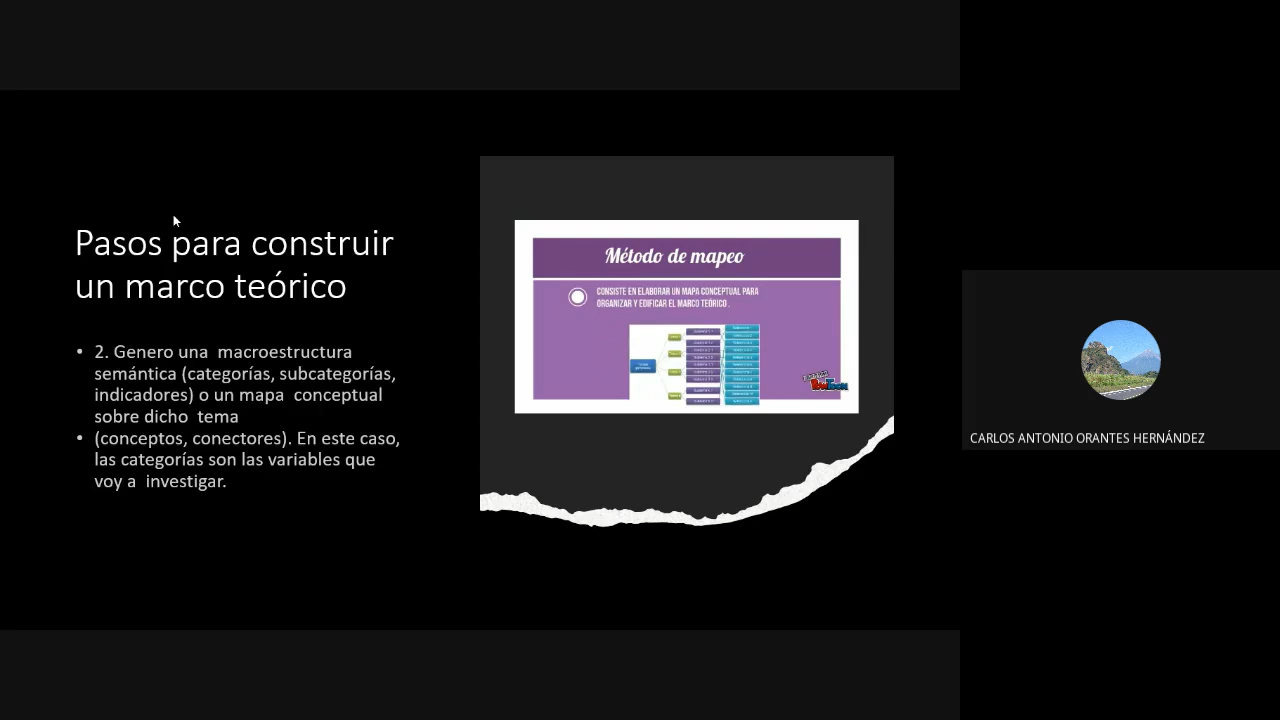 Pasos para construir
un marco teórico
• 2. Genero una macroestructura
semántica (categorías, subcategorías,
indicadores) o un mapa conceptual
sobre dicho tema
• (conceptos, conectores). En este caso,
las categorías son las variables que
voy a investigar.
Método de mapeo
CONSISTE EN ELABORAR UN MAPA CONCEPTUAL PARA
ORGANIZAR Y EDIFICAR EL MARCO TEÓRICO.
CARLOS ANTONIO ORANTES HERNÁNDEZ